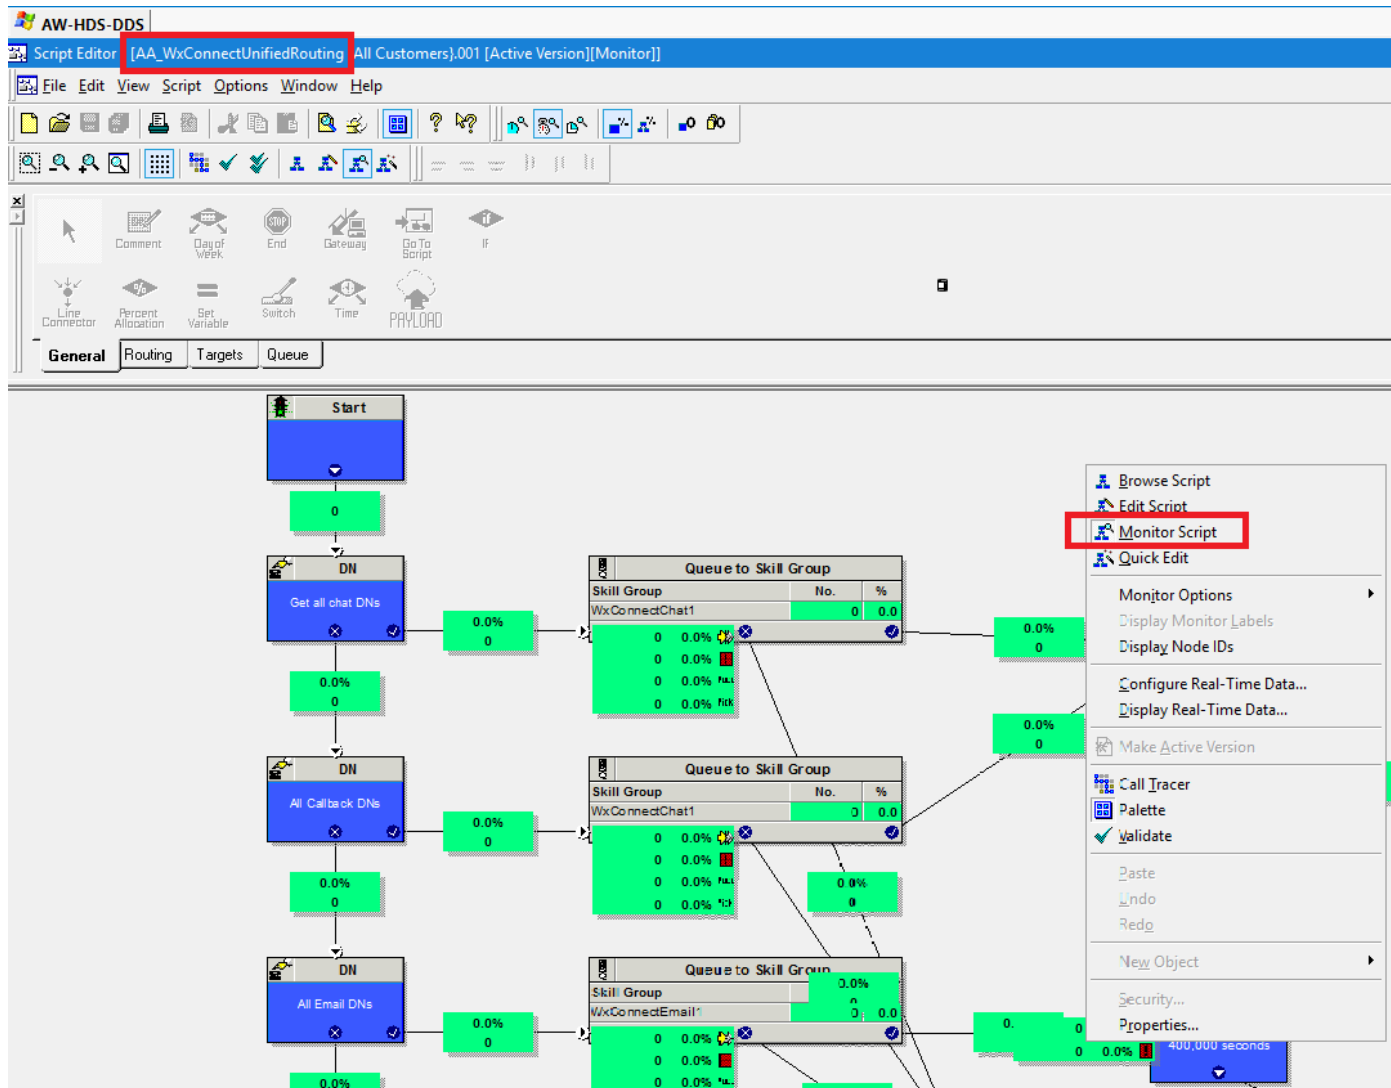 AW-HDS-DDS
Script Editor [AA_WxConnectUnifiedRouting All Customers}.001 [Active Version][Monitor]]
File Edit View Script Options Window Help
Comment Day of Week End Gateway Go To Script IF
Line Connector Percent Allocation Set Variable Switch Time PAYLOAD
General Routing Targets Queue
Start
0
DN
Get all chat DNs
0.0%
0
Queue to Skill Group
Skill Group No. %
WxConnectChat1 0 0.0
0 0.0%
0 0.0%
0 0.0%
0 0.0%
0.0%
0
0.0%
0
0.0%
0
DN
All Callback DNs
0.0%
0
Queue to Skill Group
Skill Group No. %
WxConnectChat1 0 0.0
0 0.0%
0 0.0%
0 0.0%
0 0.0%
0.0%
0
0.0%
0
DN
All Email DNs
0.0%
0
Queue to Skill Group
Skill Group
WxConnectEmail1 0 0.0
0.0%
0 0.0%
0 0.0%
0 0.0%
0.0%
0.
0
0 0.0%
400,000 seconds
Browse Script
Edit Script
Monitor Script
Quick Edit
Monitor Options
Display Monitor Labels
Display Node IDs
Configure Real-Time Data...
Display Real-Time Data...
Make Active Version
Call Tracer
Palette
Validate
Paste
Undo
Redo
New Object
Security...
Properties...